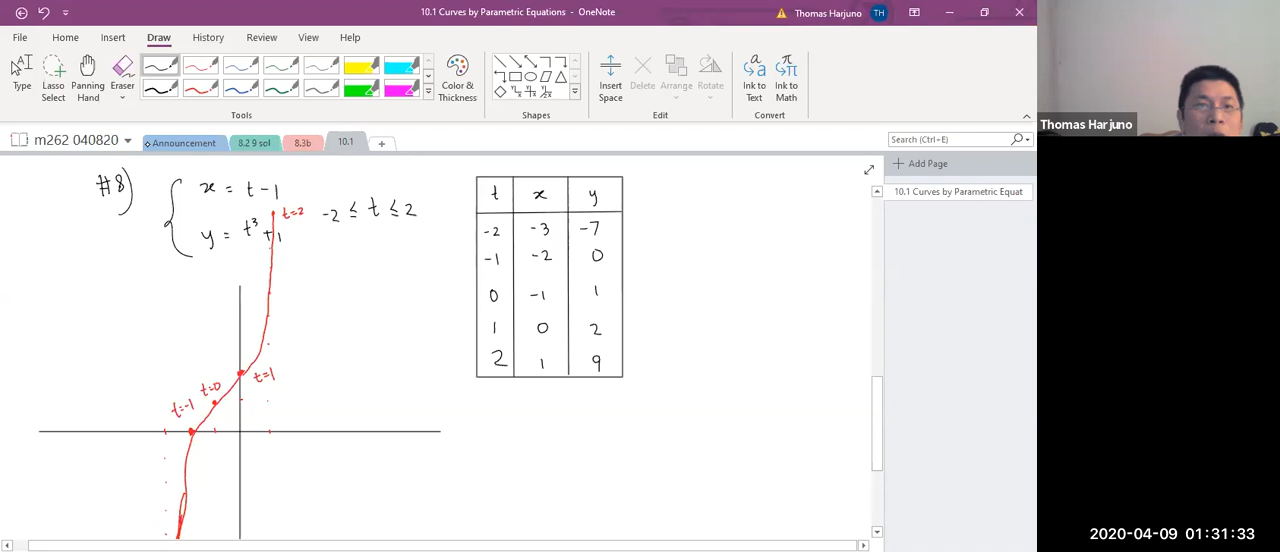 10.1 Curves by Parametric Equations - OneNote
Thomas Harjuno TH
File Home Insert Draw History Review View Help
Type Lasso Select Panning Hand Eraser Color & Thickness Insert Space Delete Arrange Rotate Ink to Text Ink to Math
Tools Shapes Edit Convert
m262 040820 Announcement 8.2 9 sol 8.3b 10.1 Search (Ctrl+E)
Add Page
10.1 Curves by Parametric Equat
Thomas Harjuno
#8) x = t - 1
y = t³ + 1
-2 ≤ t ≤ 2
t=2
t=1
t=0
t=-1
t x y
-2 -3 -7
-1 -2 0
0 -1 1
1 0 2
2 1 9
2020-04-09 01:31:33